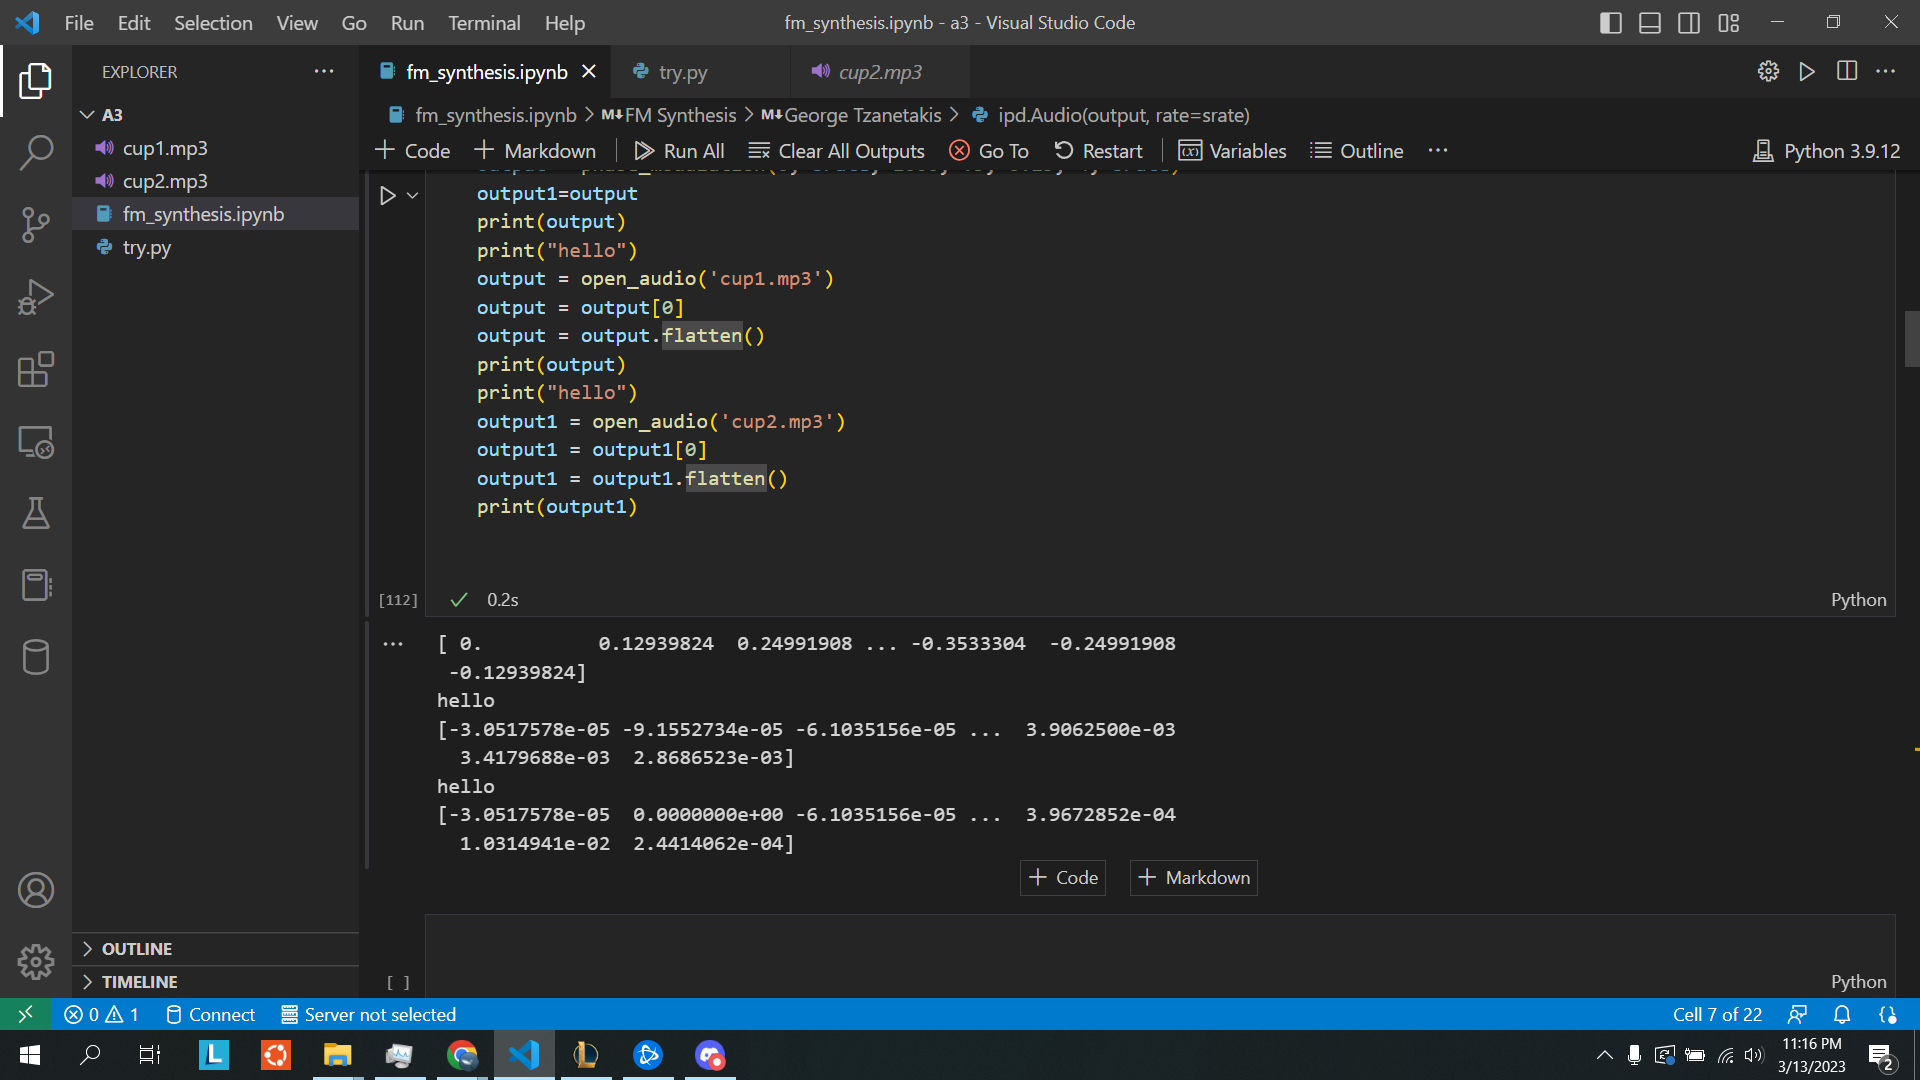 File Edit Selection View Go Run Terminal Help
fm_synthesis.ipynb - a3 - Visual Studio Code
EXPLORER
fm_synthesis.ipynb
try.py
cup2.mp3
A3
cup1.mp3
cup2.mp3
fm_synthesis.ipynb
try.py
fm_synthesis.ipynb > M↓FM Synthesis > M↓George Tzanetakis > ipd.Audio(output, rate=srate)
+ Code + Markdown Run All Clear All Outputs Go To Restart Variables Outline ... Python 3.9.12
output1=output
print(output)
print("hello")
output = open_audio('cup1.mp3')
output = output[0]
output = output.flatten()
print(output)
print("hello")
output1 = open_audio('cup2.mp3')
output1 = output1[0]
output1 = output1.flatten()
print(output1)
[112] ✓ 0.2s Python
[ 0. 0.12939824 0.24991908 ... -0.3533304 -0.24991908
-0.12939824]
hello
[-3.0517578e-05 -9.1552734e-05 -6.1035156e-05 ... 3.9062500e-03
3.4179688e-03 2.8686523e-03]
hello
[-3.0517578e-05 0.0000000e+00 -6.1035156e-05 ... 3.9672852e-04
1.0314941e-02 2.4414062e-04]
+ Code + Markdown
[ ] Python
OUTLINE
TIMELINE
0 1 Connect Server not selected Cell 7 of 22
11:16 PM
3/13/2023
2